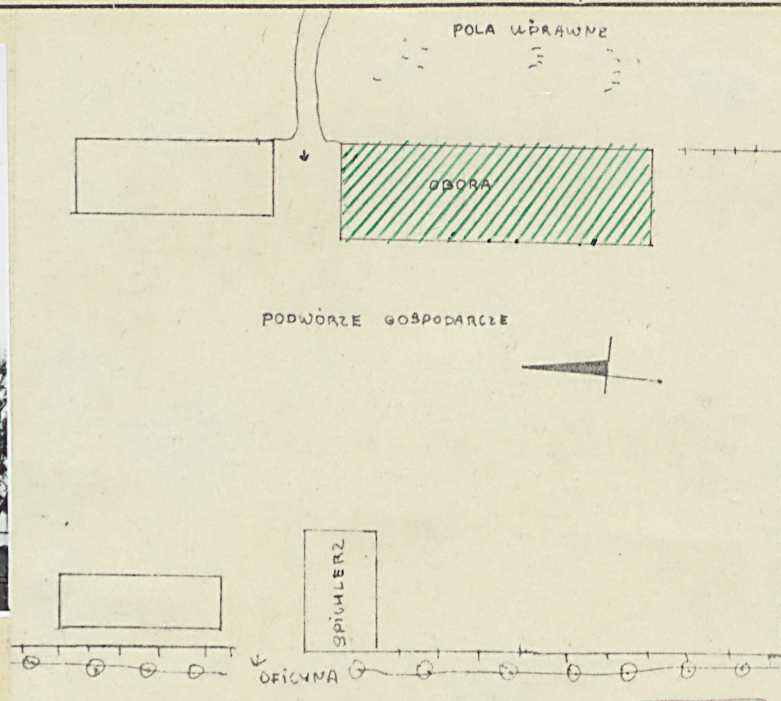 POLA UPRAWNE
OBORA
PODWÓRZE GOSPODARCZE
SPICHLERZ
OFICYNA